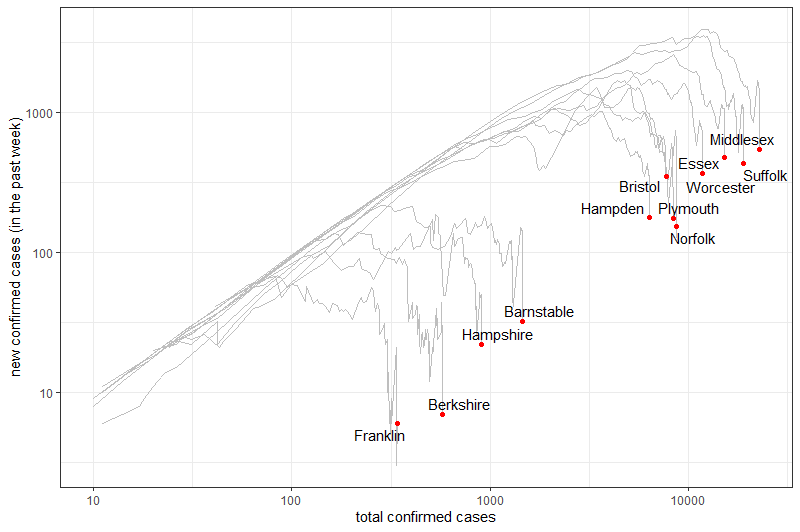 new confirmed cases (in the past week)
1000
100
10
Middlesex
Essex
Suffolk
Bristol
Worcester
Hampden
Plymouth
Norfolk
Barnstable
Hampshire
Berkshire
Franklin
10
100
1000
10000
total confirmed cases